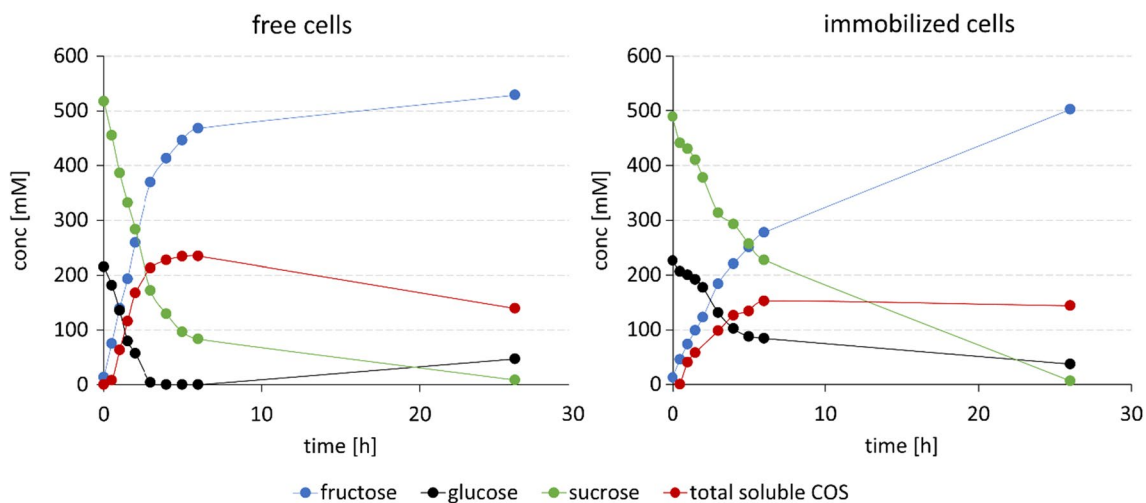 free cells
600
500
400
300
200
100
0
conc [mM]
0 10 20 30
time [h]
immobilized cells
600
500
400
300
200
100
0
conc [mM]
0 10 20 30
time [h]
fructose glucose sucrose total soluble COS